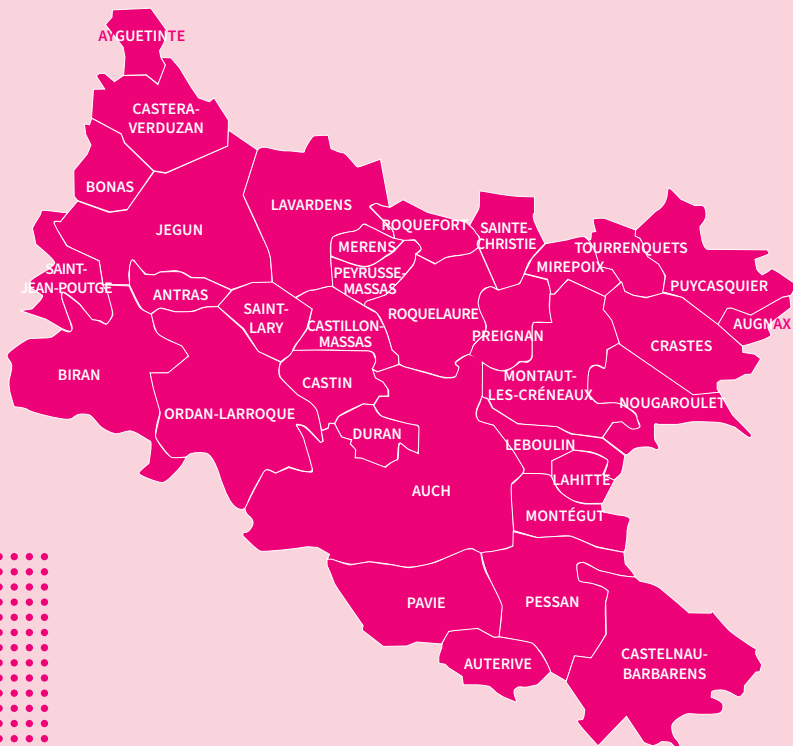 AYGUETINTE
CASTERA-
VERDUZAN
BONAS
LAVARDENS
JEGUN
ROQUEFORT
SAINTE-
CHRISTIE
MERENS
TOURRENQUETS
MIREPOIX
SAINT-
JEAN-POUTGE
PEYRUSSE-
MASSAS
PUYCASQUIER
ANTRAS
SAINT-
LARY
CASTILLON-
MASSAS
ROQUELAURE
PREIGNAN
AUGNAX
CRASTES
BIRAN
CASTIN
MONTAUT-
LES-CRÉNEAUX
NOUGAROULET
ORDAN-LARROQUE
DURAN
LEBOULIN
LAHITTE
AUCH
MONTÉGUT
PAVIE
PESSAN
AUTERIVE
CASTELNAU-
BARBARENS